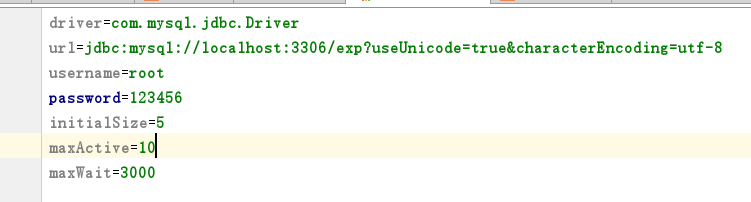 driver=com.mysql.jdbc.Driver
url=jdbc:mysql://localhost:3306/exp?useUnicode=true&characterEncoding=utf-8
username=root
password=123456
initialSize=5
maxActive=10
maxWait=3000